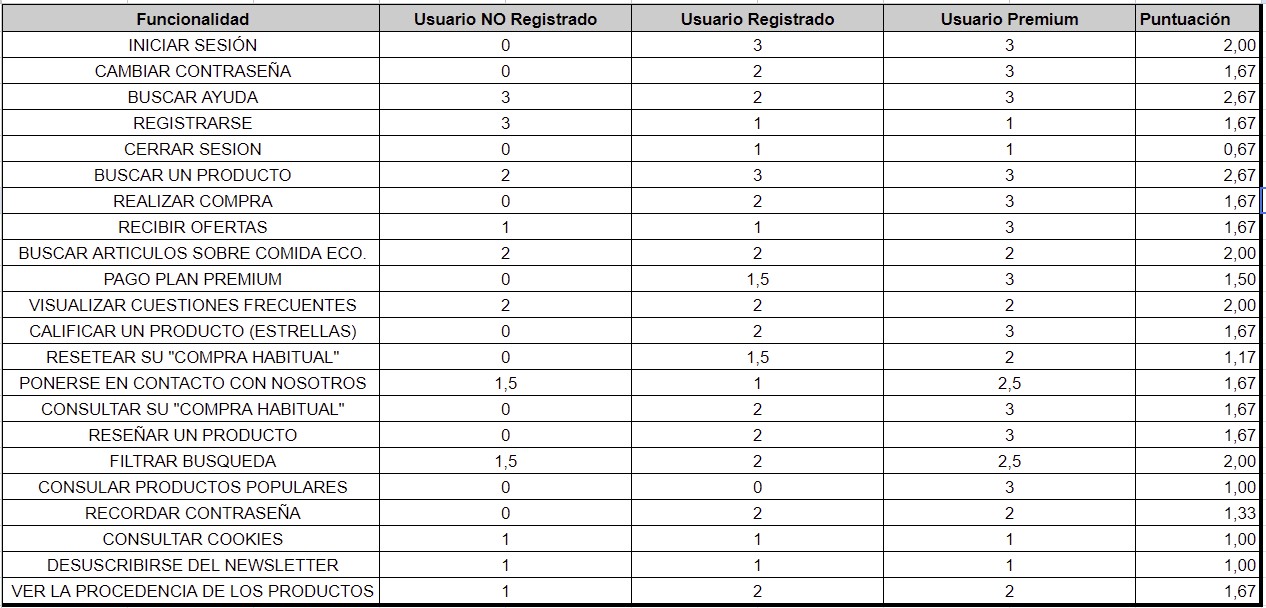 Funcionalidad Usuario NO Registrado Usuario Registrado Usuario Premium Puntuación
INICIAR SESIÓN 0 3 3 2,00
CAMBIAR CONTRASEÑA 0 2 3 1,67
BUSCAR AYUDA 3 2 3 2,67
REGISTRARSE 3 1 1 1,67
CERRAR SESION 0 1 1 0,67
BUSCAR UN PRODUCTO 2 3 3 2,67
REALIZAR COMPRA 0 2 3 1,67
RECIBIR OFERTAS 1 1 3 1,67
BUSCAR ARTICULOS SOBRE COMIDA ECO. 2 2 2 2,00
PAGO PLAN PREMIUM 0 1,5 3 1,50
VISUALIZAR CUESTIONES FRECUENTES 2 2 2 2,00
CALIFICAR UN PRODUCTO (ESTRELLAS) 0 2 3 1,67
RESETEAR SU "COMPRA HABITUAL" 0 1,5 2 1,17
PONERSE EN CONTACTO CON NOSOTROS 1,5 1 2,5 1,67
CONSULTAR SU "COMPRA HABITUAL" 0 2 3 1,67
RESEÑAR UN PRODUCTO 0 2 3 1,67
FILTRAR BUSQUEDA 1,5 2 2,5 2,00
CONSULAR PRODUCTOS POPULARES 0 0 3 1,00
RECORDAR CONTRASEÑA 0 2 2 1,33
CONSULTAR COOKIES 1 1 1 1,00
DESUSCRIBIRSE DEL NEWSLETTER 1 1 1 1,00
VER LA PROCEDENCIA DE LOS PRODUCTOS 1 2 2 1,67